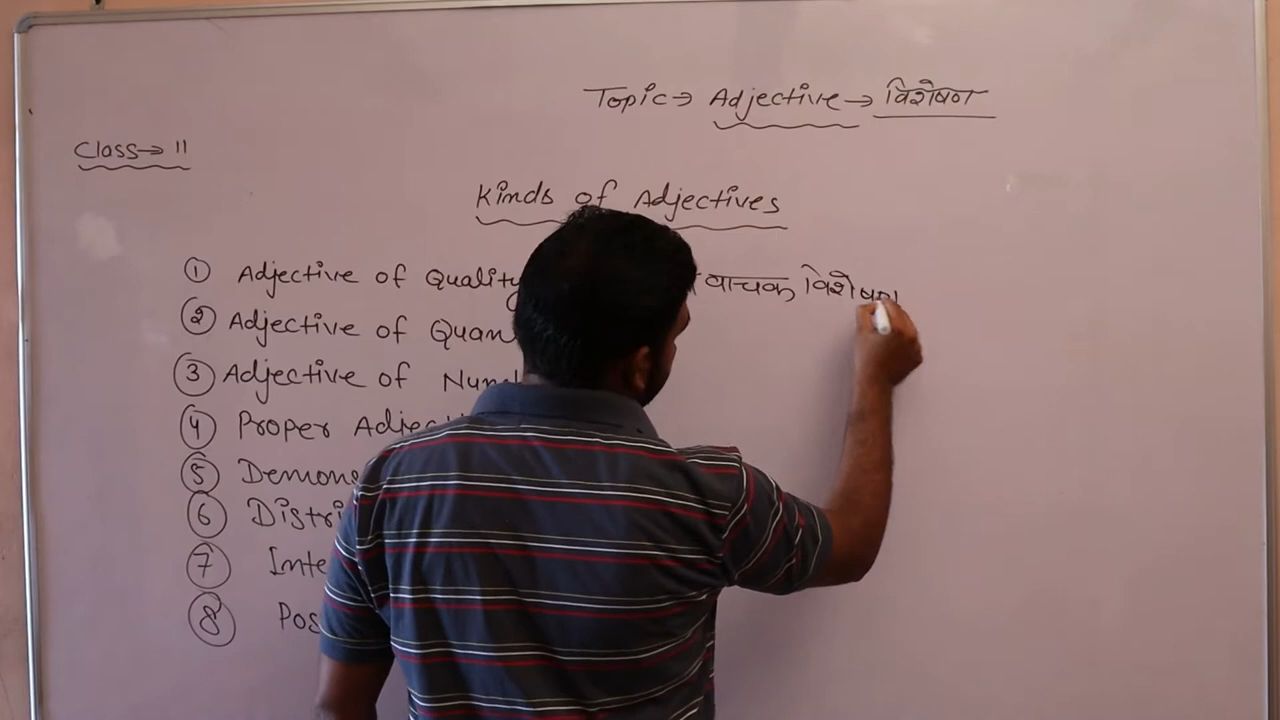 Topic → Adjective → विशेषण
Class → 11
Kinds of Adjectives
① Adjective of Quality वाचक विशेषण
② Adjective of Quan
③ Adjective of Num
④ Proper Adjec
⑤ Demons
⑥ Distri
⑦ Inte
⑧ Pos